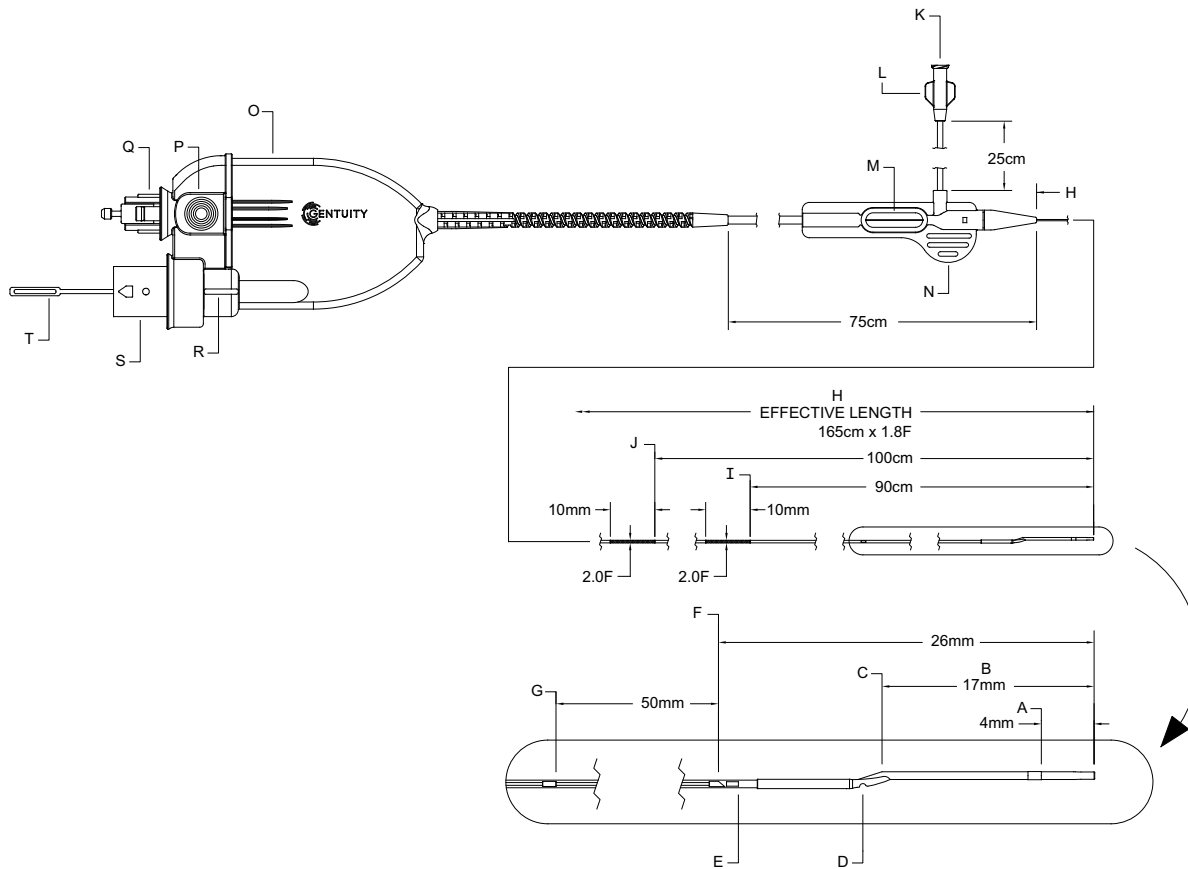 K
L
O
Q
P
M
25cm
H
GENTUITY
N
T
75cm
R
S
H
EFFECTIVE LENGTH
165cm x 1.8F
J
100cm
I
90cm
10mm
10mm
2.0F
2.0F
F
26mm
B
C
17mm
G
50mm
A
4mm
E
D